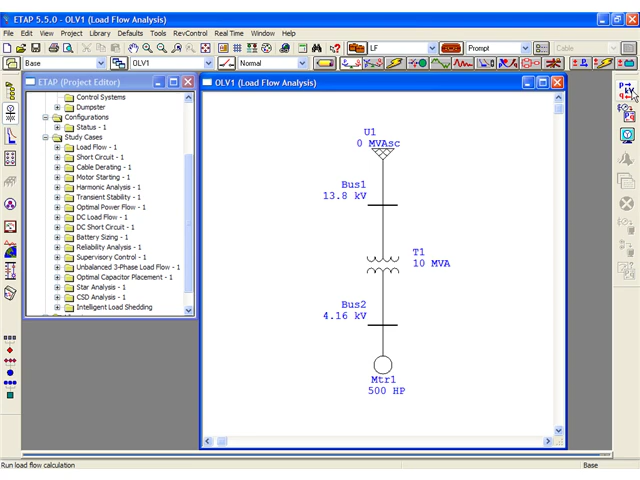 ETAP 5.5.0 - OLV1 (Load Flow Analysis)
File Edit View Project Library Defaults Tools RevControl Real Time Window Help
LF Prompt Cable
Base OLV1 Normal
ETAP (Project Editor)
Control Systems
Dumpster
Configurations
Status - 1
Study Cases
Load Flow - 1
Short Circuit - 1
Cable Derating - 1
Motor Starting - 1
Harmonic Analysis - 1
Transient Stability - 1
Optimal Power Flow - 1
DC Load Flow - 1
DC Short Circuit - 1
Battery Sizing - 1
Reliability Analysis - 1
Supervisory Control - 1
Unbalanced 3-Phase Load Flow - 1
Optimal Capacitor Placement - 1
Star Analysis - 1
CSD Analysis - 1
Intelligent Load Shedding
OLV1 (Load Flow Analysis)
U1
0 MVAsc
Bus1
13.8 kV
T1
10 MVA
Bus2
4.16 kV
Mtr1
500 HP
Run load flow calculation
Base